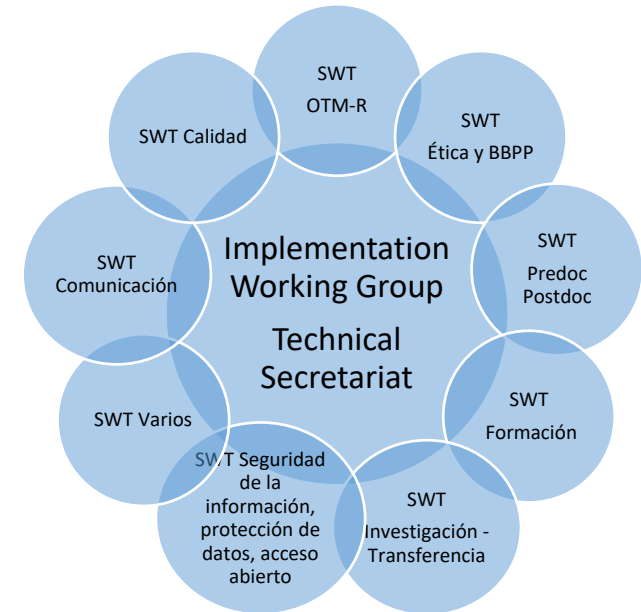 SWT
OTM-R
SWT
Ética y BBPP
SWT
Predoc
Postdoc
SWT
Formación
SWT
Investigación -
Transferencia
SWT Seguridad
de la
información,
protección de
datos, acceso
abierto
SWT Varios
SWT
Comunicación
SWT Calidad
Implementation
Working Group
Technical
Secretariat